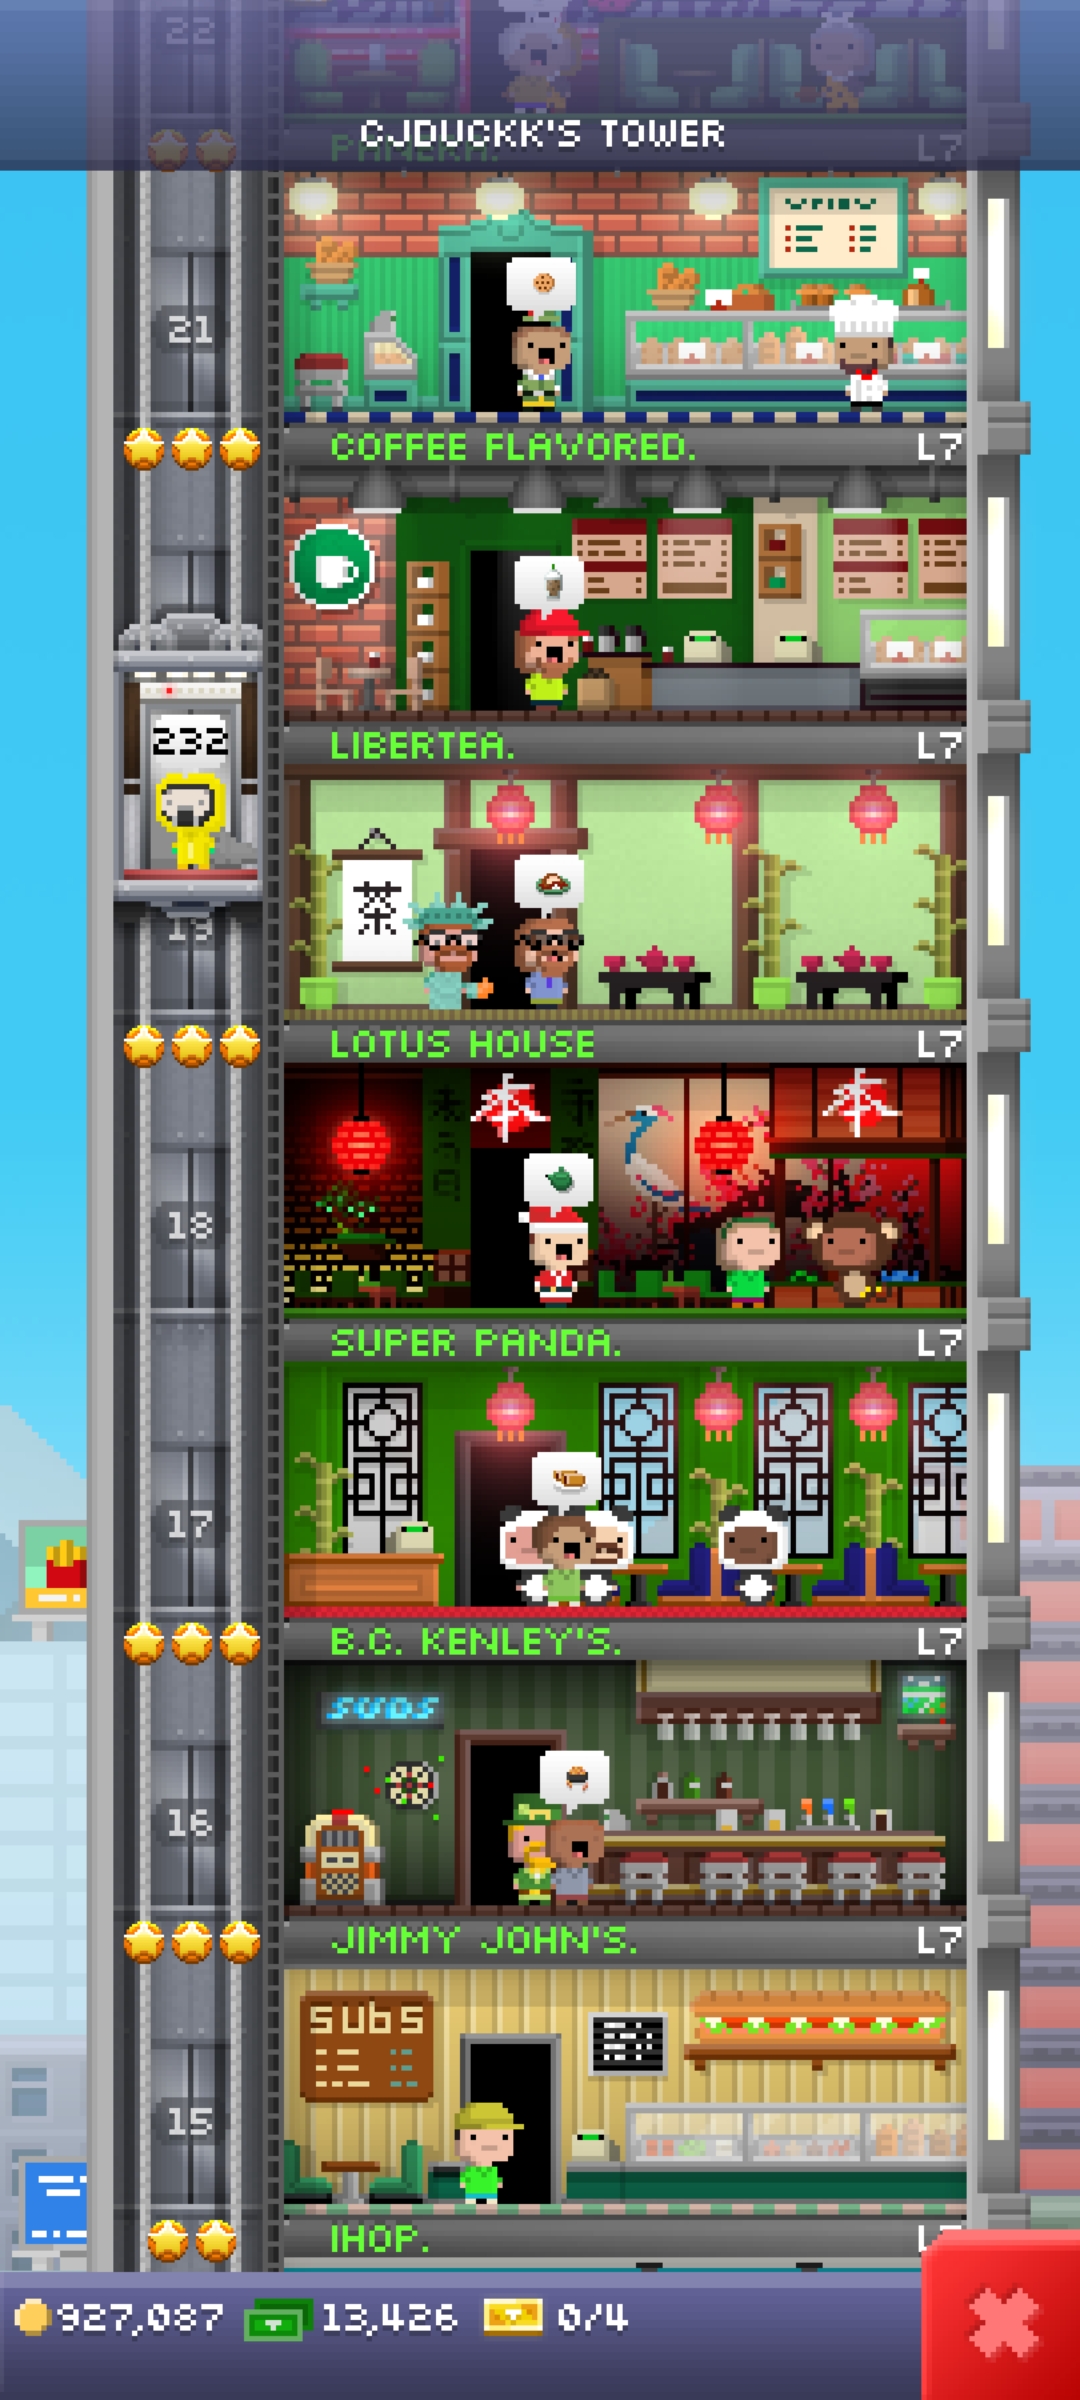 22
CJDUCKK'S TOWER
PANERA. L7
21
COFFEE FLAVORED. L7
LIBERTEA. L7
232
茶
19
LOTUS HOUSE L7
18
SUPER PANDA. L7
17
B.C. KENLEY'S. L7
SUDS
16
JIMMY JOHN'S. L7
SUBS
15
IHOP.
927,087 13,426 0/4